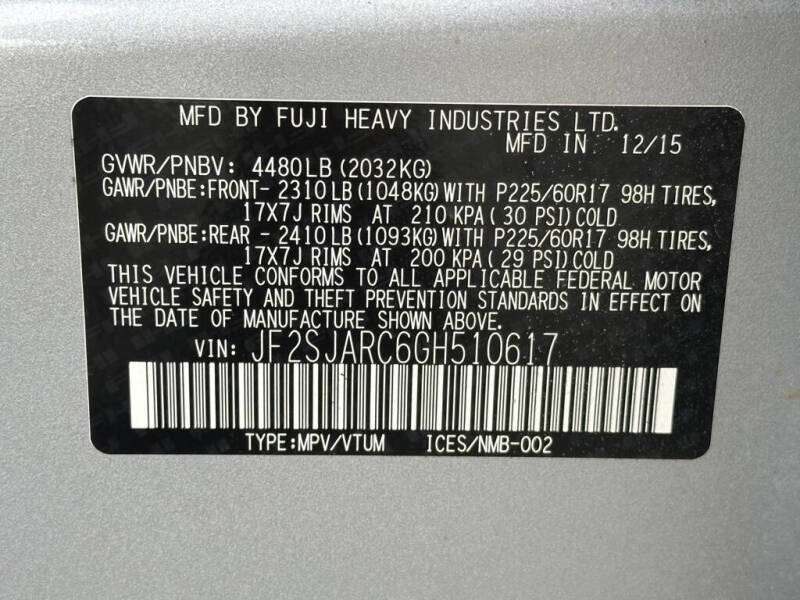 MFD BY FUJI HEAVY INDUSTRIES LTD.
MFD IN 12/15
GVWR/PNBV: 4480LB (2032KG)
GAWR/PNBE:FRONT- 2310LB (1048KG)WITH P225/60R17 98H TIRES,
17X7J RIMS AT 210 KPA ( 30 PSI)COLD
GAWR/PNBE:REAR - 2410LB (1093KG)WITH P225/60R17 98H TIRES,
17X7J RIMS AT 200 KPA ( 29 PSI)COLD
THIS VEHICLE CONFORMS TO ALL APPLICABLE FEDERAL MOTOR
VEHICLE SAFETY AND THEFT PREVENTION STANDARDS IN EFFECT ON
THE DATE OF MANUFACTURE SHOWN ABOVE.
VIN: JF2SJARC6GH510617
TYPE:MPV/VTUM ICES/NMB-002